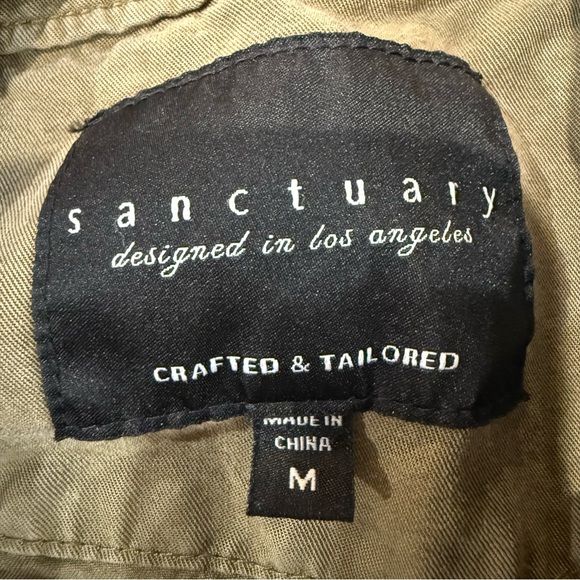 sanctuary
designed in los angeles
CRAFTED & TAILORED
MADE IN
CHINA
M